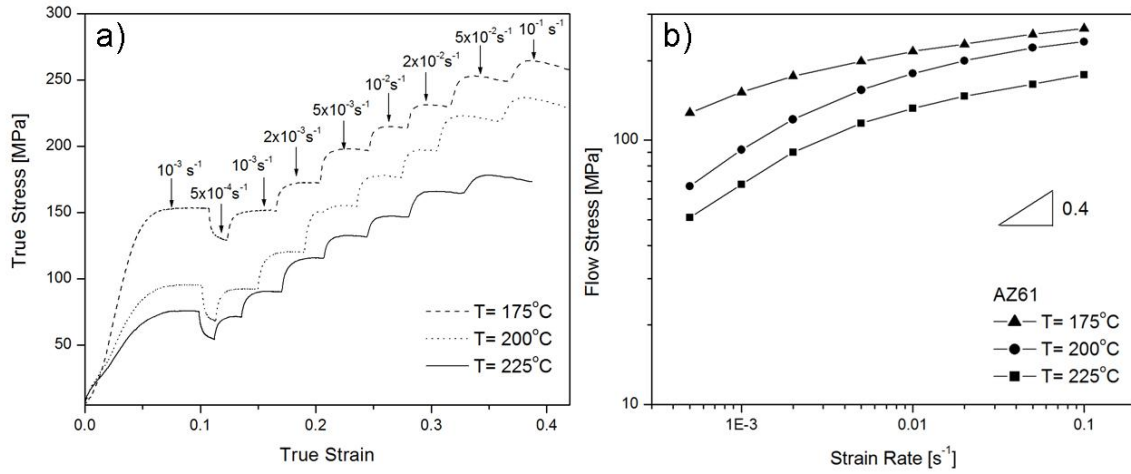 a)
300
250
200
150
100
50
0.0
0.1
0.2
0.3
0.4
True Stress [MPa]
True Strain
10⁻³ s⁻¹
5x10⁻⁴s⁻¹
10⁻³s⁻¹
2x10⁻³s⁻¹
5x10⁻³s⁻¹
10⁻²s⁻¹
2x10⁻²s⁻¹
5x10⁻²s⁻¹
10⁻¹ s⁻¹
T= 175°C
T= 200°C
T= 225°C
b)
100
10
1E-3
0.01
0.1
Flow Stress [MPa]
Strain Rate [s⁻¹]
0.4
AZ61
T= 175°C
T= 200°C
T= 225°C